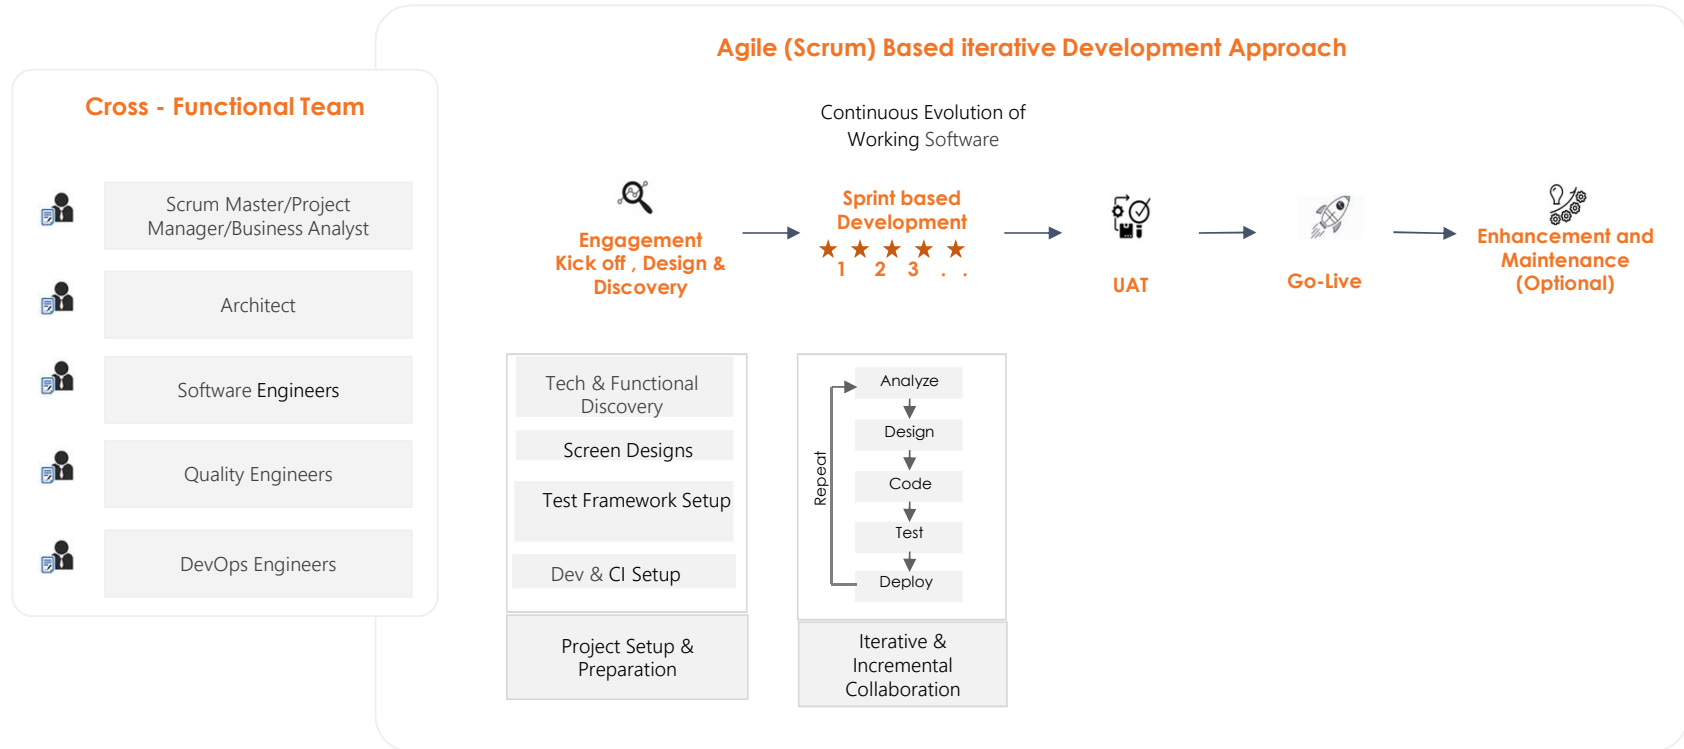 Agile (Scrum) Based iterative Development Approach
Cross - Functional Team
Scrum Master/Project
Manager/Business Analyst
Architect
Software Engineers
Quality Engineers
DevOps Engineers
Continuous Evolution of
Working Software
Engagement
Kick off , Design &
Discovery
Sprint based
Development
1 2 3 . .
UAT
Go-Live
Enhancement and
Maintenance
(Optional)
Tech & Functional
Discovery
Screen Designs
Test Framework Setup
Dev & CI Setup
Project Setup &
Preparation
Repeat
Analyze
Design
Code
Test
Deploy
Iterative &
Incremental
Collaboration